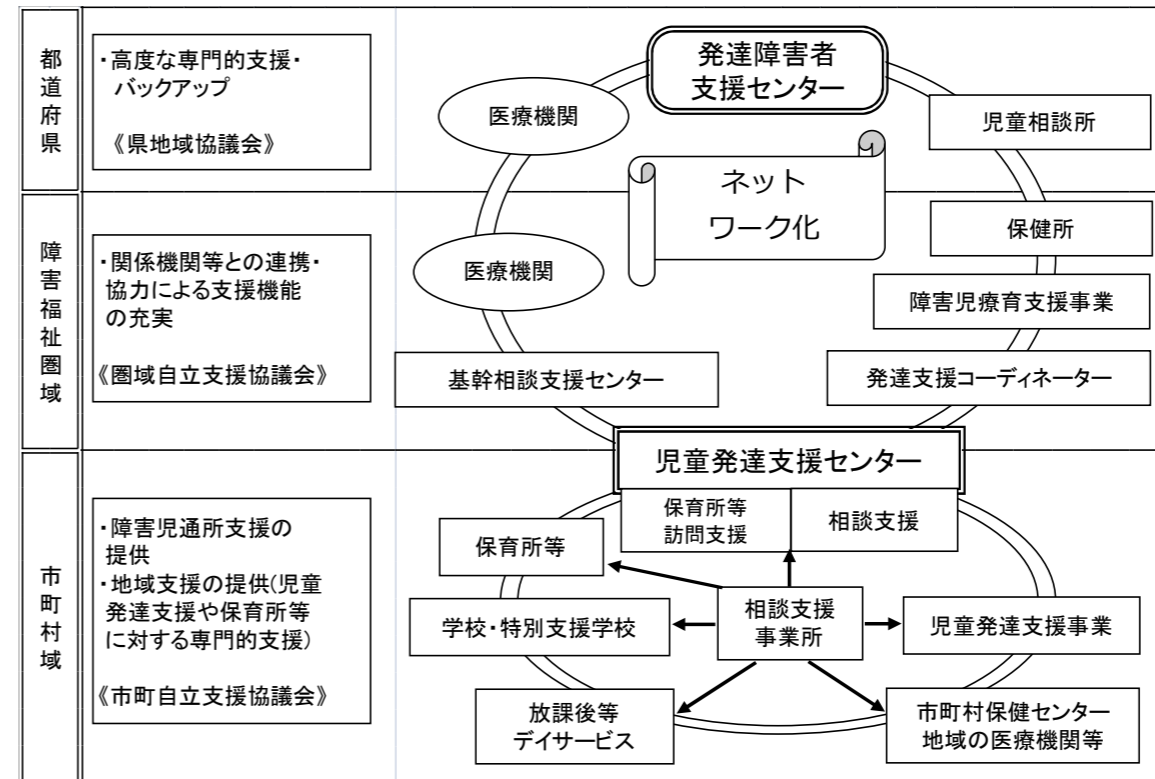 都道府県
・高度な専門的支援・
バックアップ
《県地域協議会》
発達障害者
支援センター
医療機関
児童相談所
ネット
ワーク化
障害福祉圏域
・関係機関等との連携・
協力による支援機能
の充実
《圏域自立支援協議会》
保健所
医療機関
障害児療育支援事業
基幹相談支援センター
発達支援コーディネーター
児童発達支援センター
保育所等
訪問支援
相談支援
市町村域
・障害児通所支援の
提供
・地域支援の提供(児童
発達支援や保育所等
に対する専門的支援)
《市町自立支援協議会》
保育所等
相談支援
事業所
学校・特別支援学校
児童発達支援事業
放課後等
デイサービス
市町村保健センター
地域の医療機関等